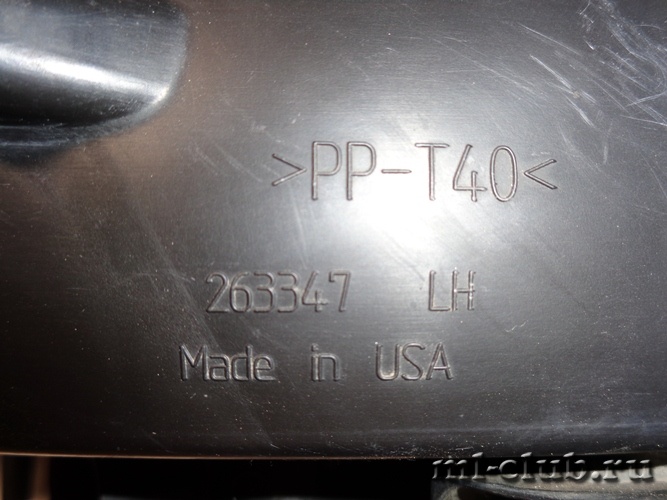 >PP-T40<
263347 LH
Made in USA
ml-club.ru